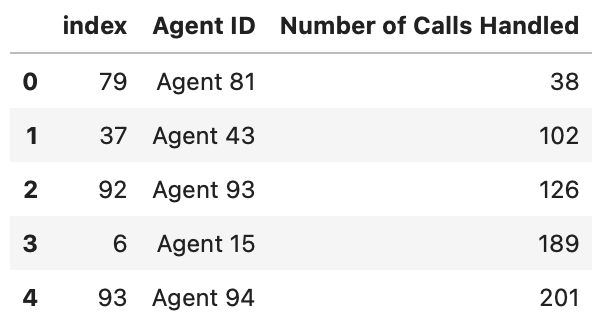 index Agent ID Number of Calls Handled
0 79 Agent 81 38
1 37 Agent 43 102
2 92 Agent 93 126
3 6 Agent 15 189
4 93 Agent 94 201